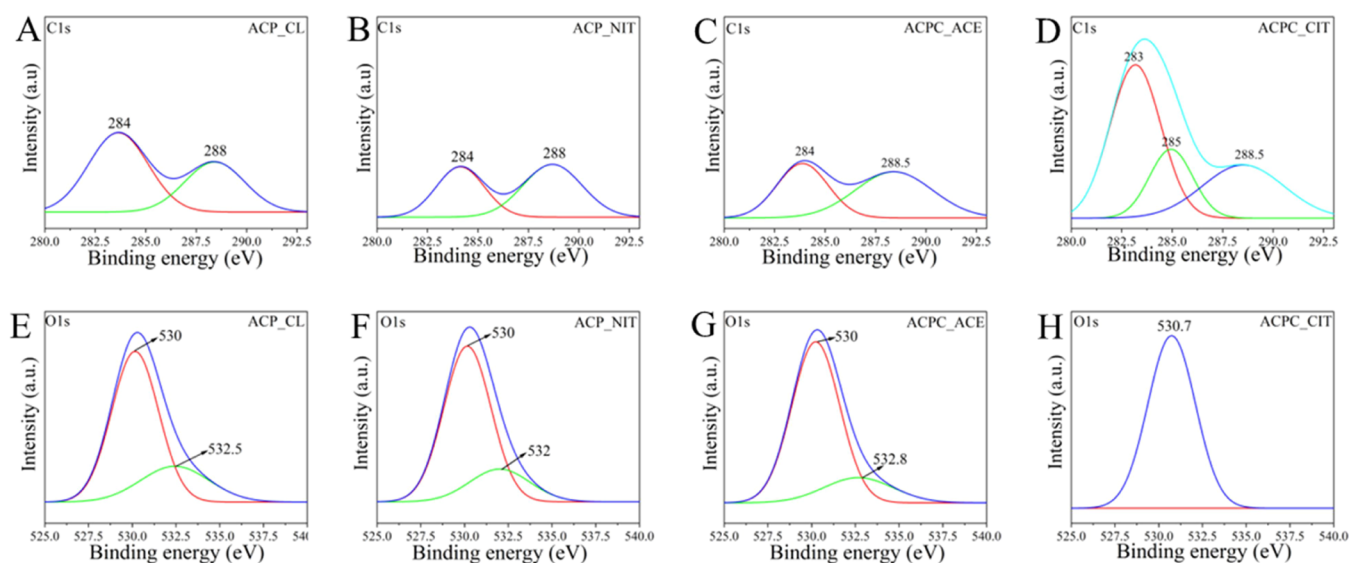 A
C1s
ACP_CL
284
288
Intensity (a.u)
280.0 282.5 285.0 287.5 290.0 292.5
Binding energy (eV)
B
C1s
ACP_NIT
284
288
Intensity (a.u.)
280.0 282.5 285.0 287.5 290.0 292.5
Binding energy (eV)
C
C1s
ACPC_ACE
284
288.5
Intensity (a.u.)
280.0 282.5 285.0 287.5 290.0 292.5
Binding energy (eV)
D
C1s
ACPC_CIT
283
285
288.5
Intensity (a.u.)
280.0 282.5 285.0 287.5 290.0 292.5
Binding energy (eV)
E
O1s
ACP_CL
530
532.5
Intensity (a.u.)
525.0 527.5 530.0 532.5 535.0 537.5 540.
Binding energy (eV)
F
O1s
ACP_NIT
530
532
Intensity (a.u.)
525.0 527.5 530.0 532.5 535.0 537.5 540.0
Binding energy (eV)
G
O1s
ACPC_ACE
530
532.8
Intensity (a.u.)
525.0 527.5 530.0 532.5 535.0 537.5 540.0
Binding energy (eV)
H
O1s
ACPC_CIT
530.7
Intensity (a.u.)
525.0 527.5 530.0 532.5 535.0 537.5 540.0
Binding energy (eV)